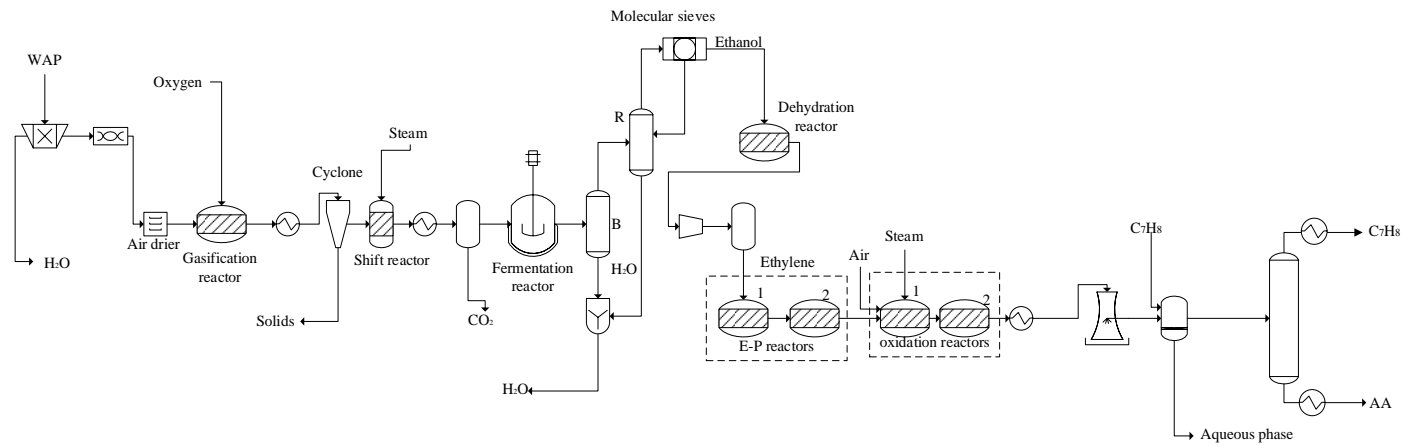 Molecular sieves
Ethanol
WAP
Oxygen
Dehydration
reactor
R
Steam
Cyclone
Air drier
H₂O
Gasification
reactor
Shift reactor
Fermentation
reactor
B
H₂O
Solids
CO₂
H₂O
Ethylene
1
2
E-P reactors
Air
Steam
1
2
oxidation reactors
C₇H₈
C₇H₈
AA
Aqueous phase